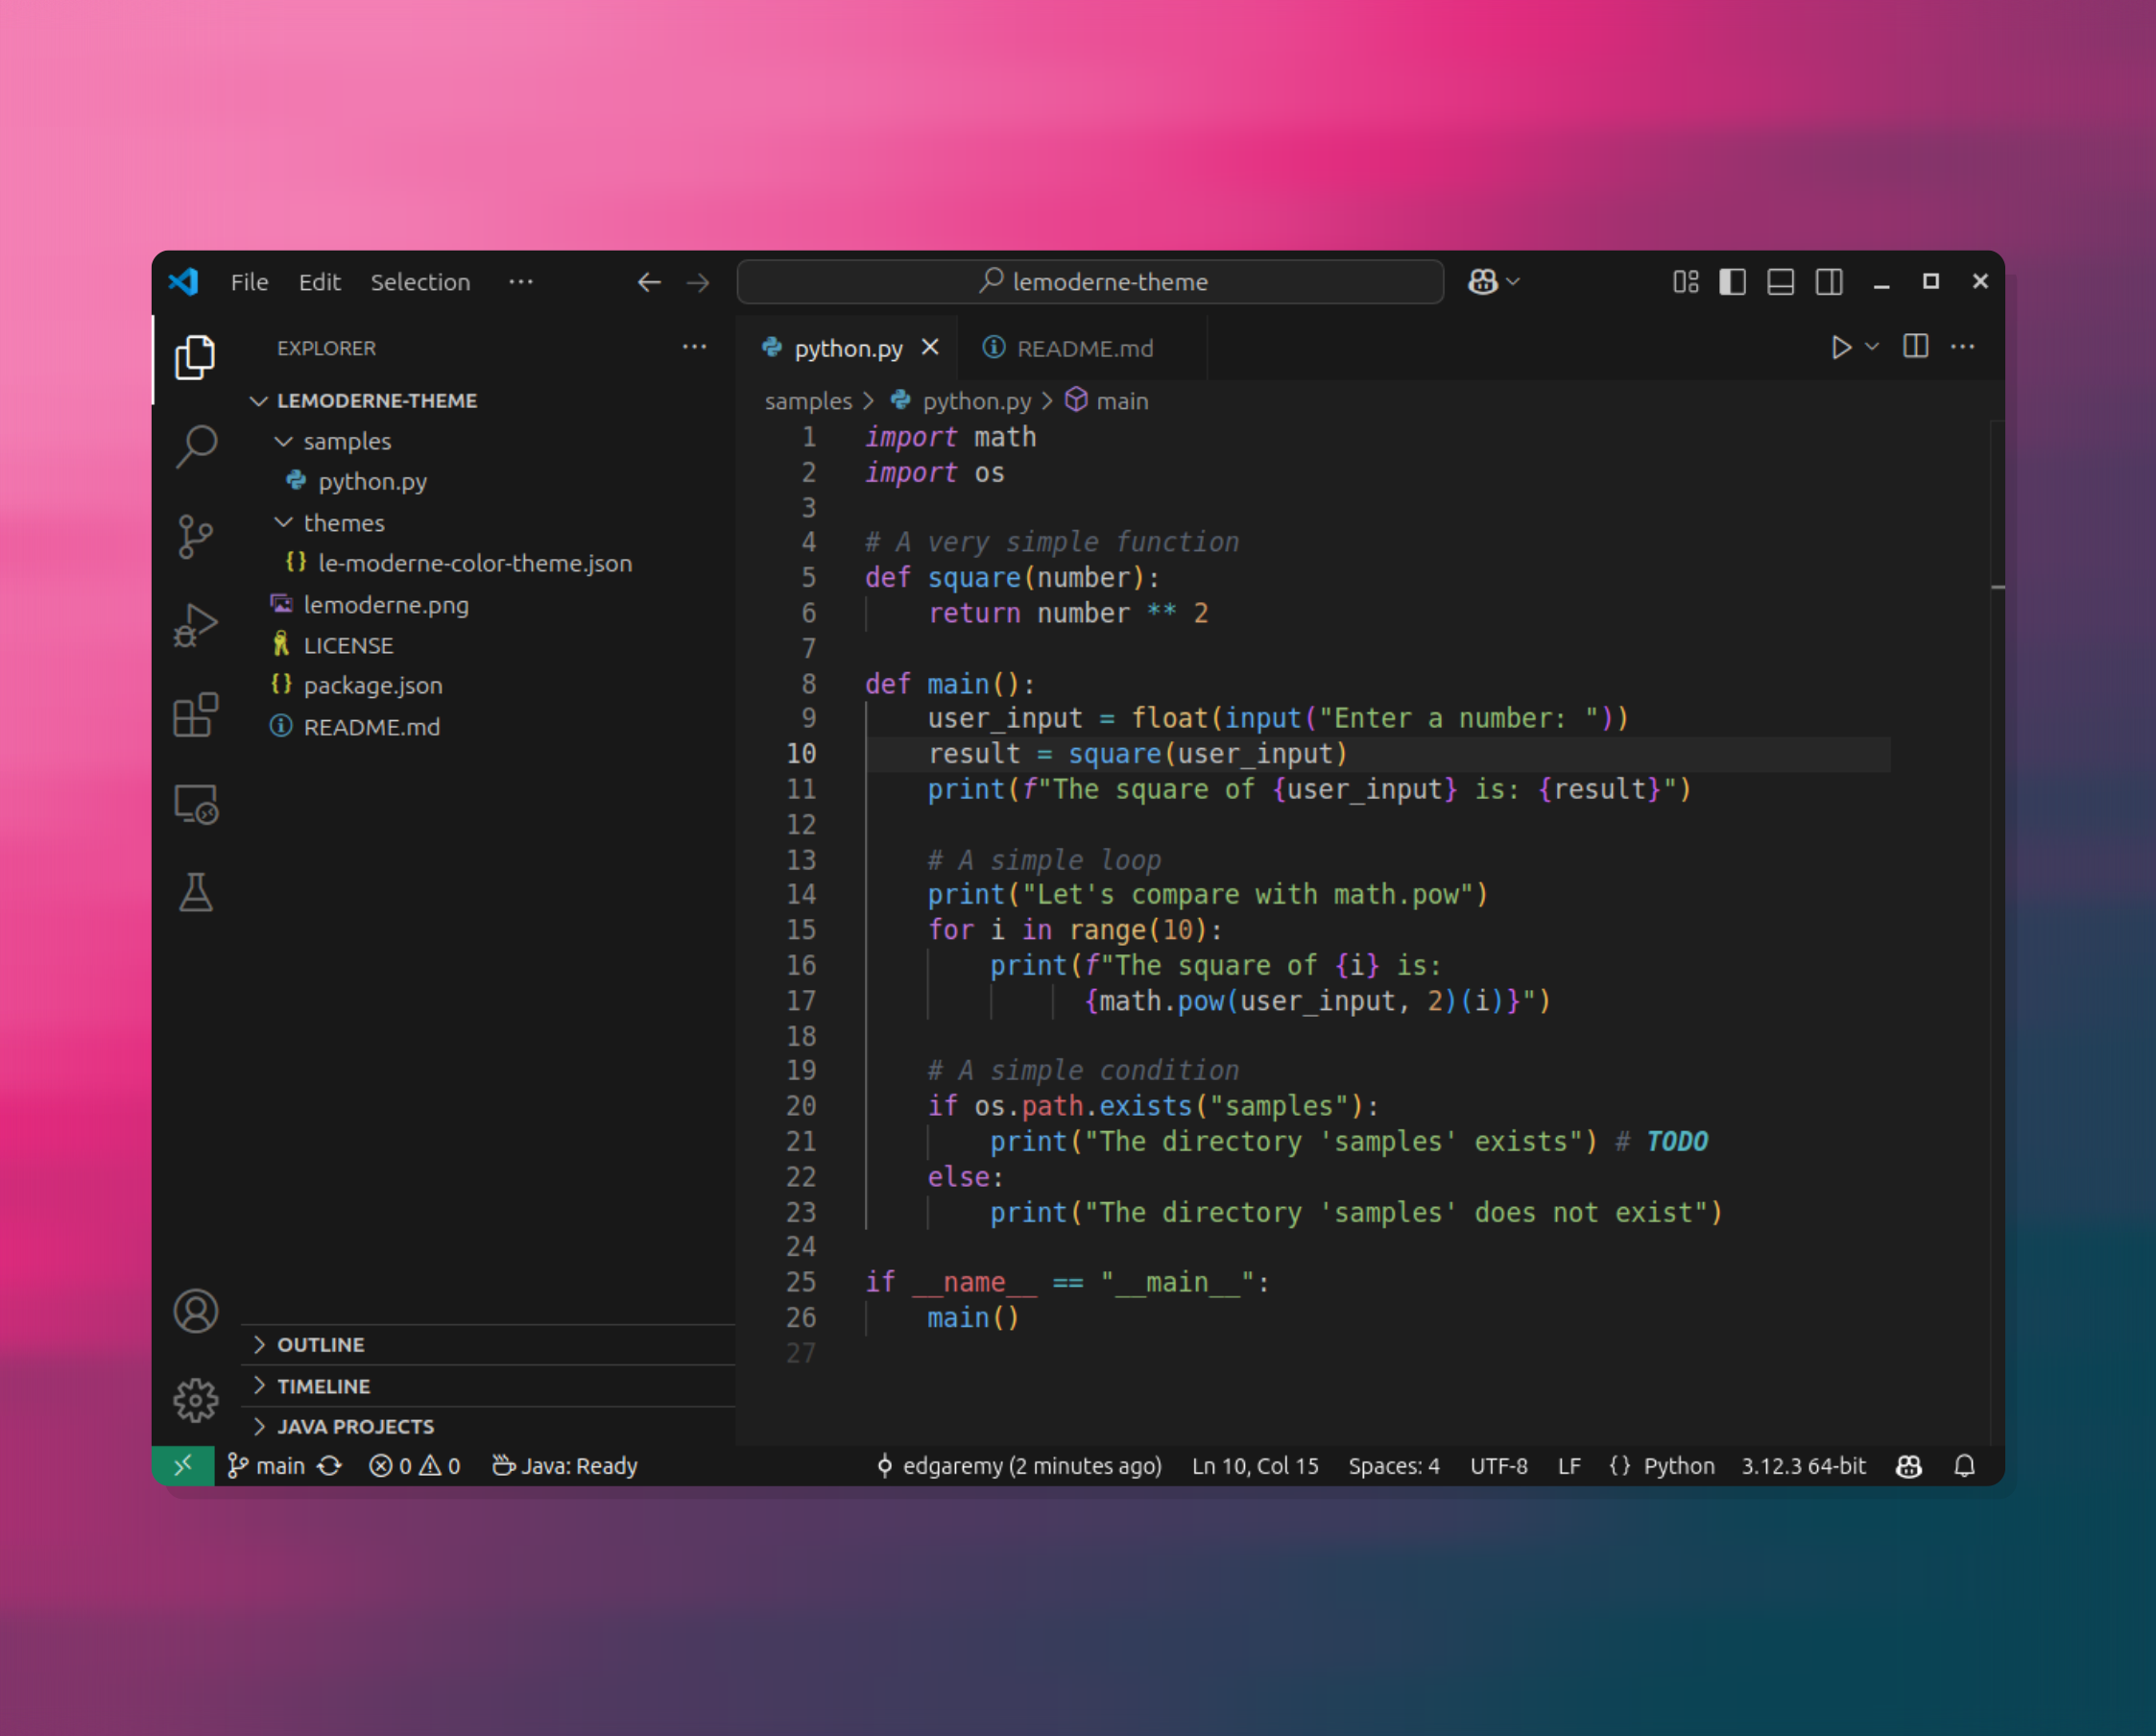 File Edit Selection ··· lemoderne-theme
EXPLORER ···
LEMODERNE-THEME
samples
python.py
themes
{} le-moderne-color-theme.json
lemoderne.png
LICENSE
{} package.json
README.md
OUTLINE
TIMELINE
JAVA PROJECTS
python.py README.md
samples > python.py > main
1 import math
2 import os
3
4 # A very simple function
5 def square(number):
6 return number ** 2
7
8 def main():
9 user_input = float(input("Enter a number: "))
10 result = square(user_input)
11 print(f"The square of {user_input} is: {result}")
12
13 # A simple loop
14 print("Let's compare with math.pow")
15 for i in range(10):
16 print(f"The square of {i} is:
17 {math.pow(user_input, 2)(i)}")
18
19 # A simple condition
20 if os.path.exists("samples"):
21 print("The directory 'samples' exists") # TODO
22 else:
23 print("The directory 'samples' does not exist")
24
25 if __name__ == "__main__":
26 main()
27
main 0 0 Java: Ready edgaremy (2 minutes ago) Ln 10, Col 15 Spaces: 4 UTF-8 LF {} Python 3.12.3 64-bit